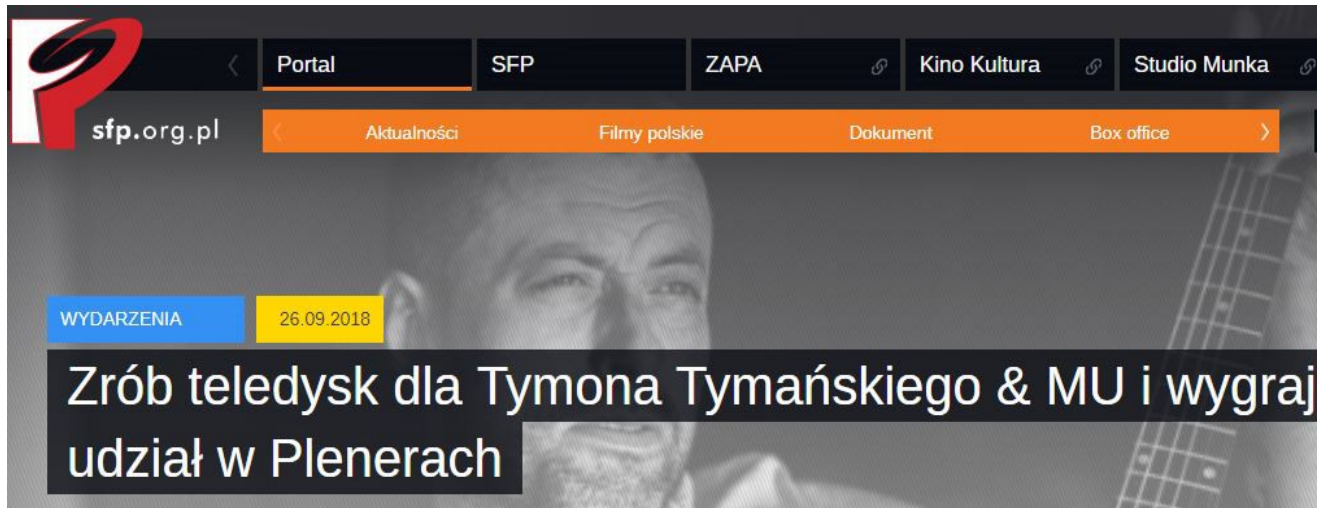 Portal
SFP
ZAPA
Kino Kultura
Studio Munka
sfp.org.pl
Aktualności
Filmy polskie
Dokument
Box office
WYDARZENIA
26.09.2018
Zrób teledysk dla Tymona Tymańskiego & MU i wygraj
udział w Plenerach